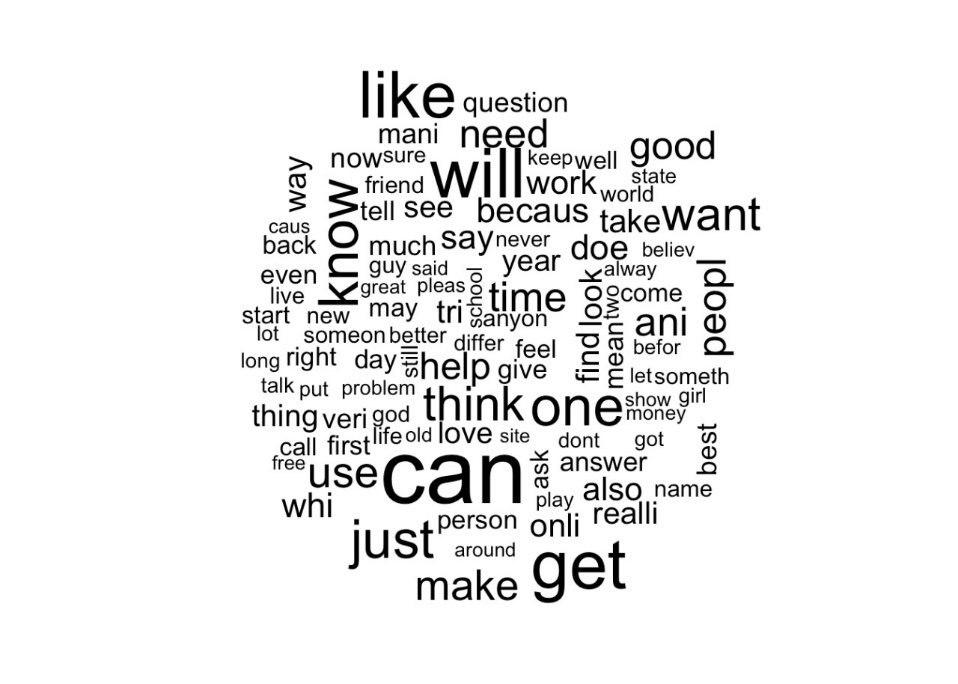 like question
mani need
good
nowsure
will
keep well
way
friend
work
state
world
know
tell see
becaus
take want
caus
back
much say never
doe believ
even
guy said
year
alway
live
great pleas
school
time
look
two
come
peopl
start new
may tri
anyon
ani
lot
someon better
differ feel
find
mean
befor
long right day
still
help give
let someth
talk put problem
think one
show girl
money
thing veri god
life old love site
dont got
best
call first
free
use can
ask
answer
whi
play also name
just person
onli realli
around
make get